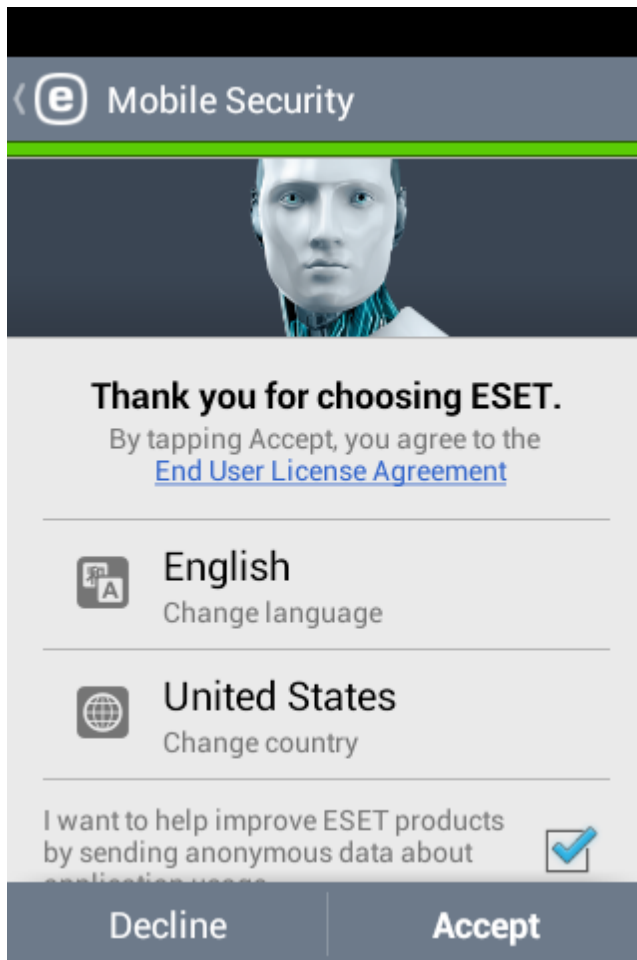 Mobile Security
Thank you for choosing ESET.
By tapping Accept, you agree to the
End User License Agreement
English
Change language
United States
Change country
I want to help improve ESET products
by sending anonymous data about
application usage
Decline
Accept